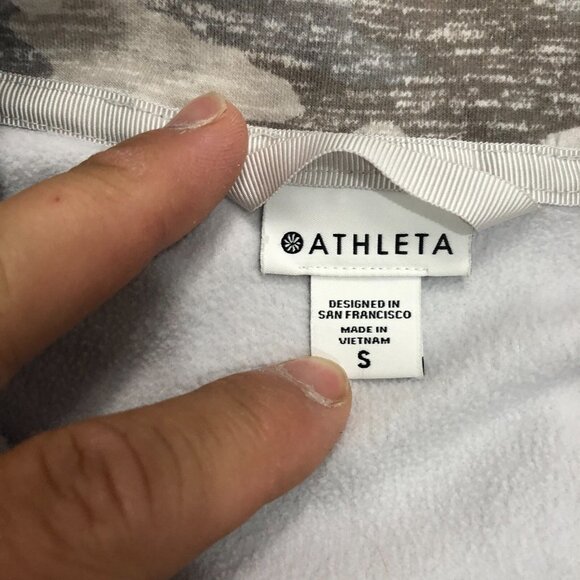 ATHLETA
DESIGNED IN
SAN FRANCISCO
MADE IN
VIETNAM
S